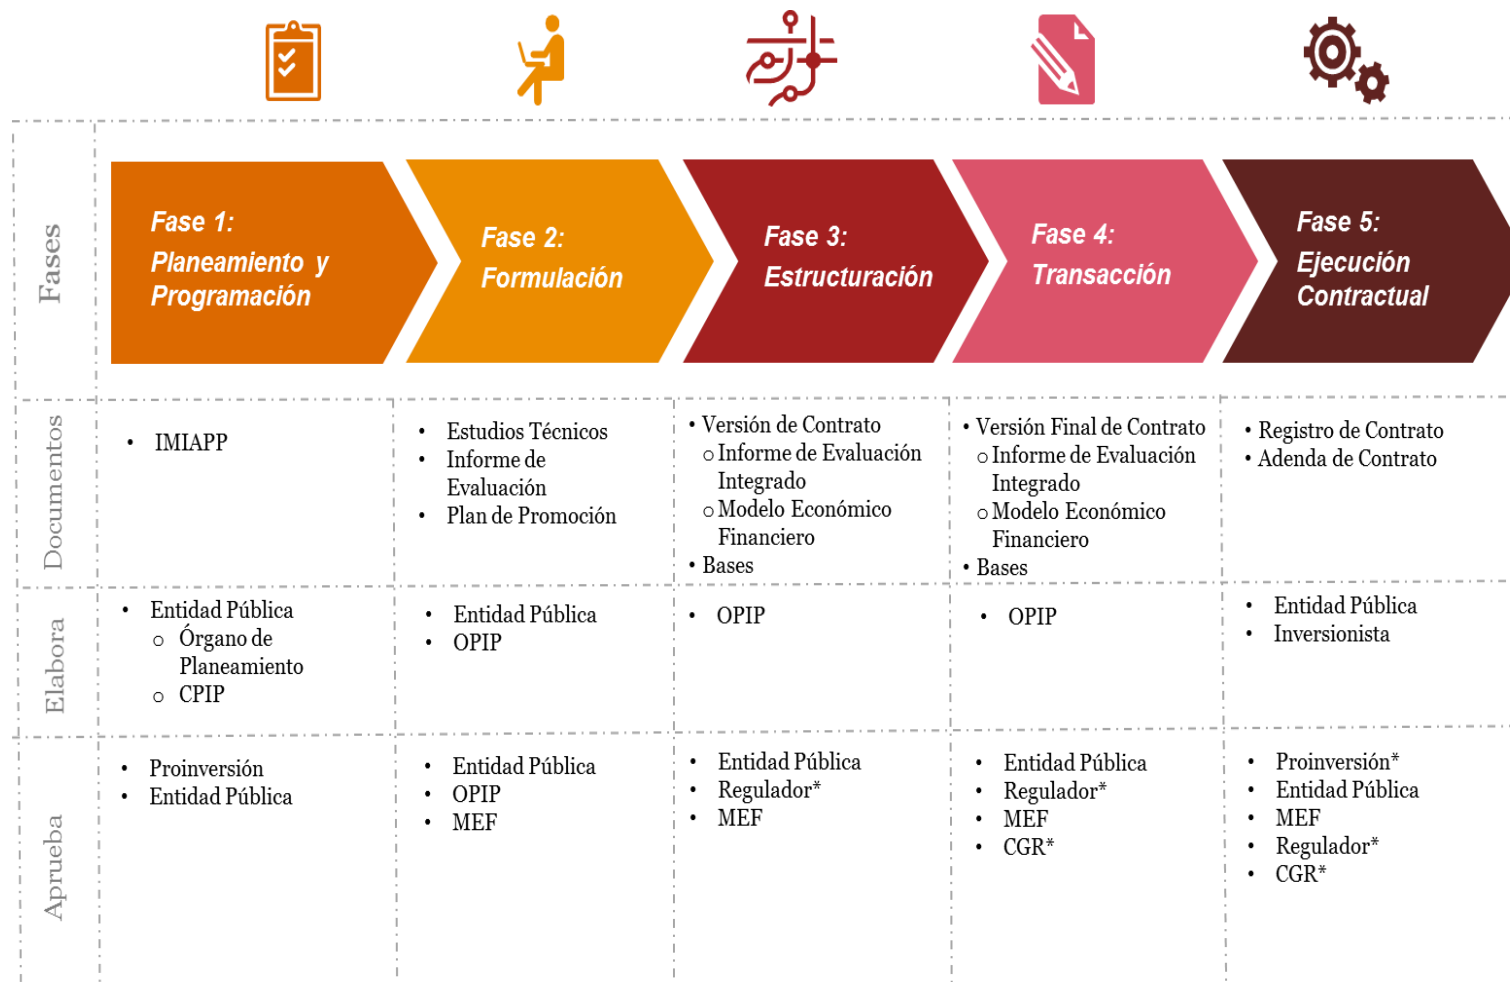 Fases
Fase 1:
Planeamiento y
Programación
Fase 2:
Formulación
Fase 3:
Estructuración
Fase 4:
Transacción
Fase 5:
Ejecución
Contractual
Documentos
• IMIAPP
• Estudios Técnicos
• Informe de
Evaluación
• Plan de Promoción
• Versión de Contrato
o Informe de Evaluación
Integrado
o Modelo Económico
Financiero
• Bases
• Versión Final de Contrato
o Informe de Evaluación
Integrado
o Modelo Económico
Financiero
• Bases
• Registro de Contrato
• Adenda de Contrato
Elabora
• Entidad Pública
o Órgano de
Planeamiento
o CPIP
• Entidad Pública
• OPIP
• OPIP
• OPIP
• Entidad Pública
• Inversionista
Aprueba
• Proinversión
• Entidad Pública
• Entidad Pública
• OPIP
• MEF
• Entidad Pública
• Regulador*
• MEF
• Entidad Pública
• Regulador*
• MEF
• CGR*
• Proinversión*
• Entidad Pública
• MEF
• Regulador*
• CGR*